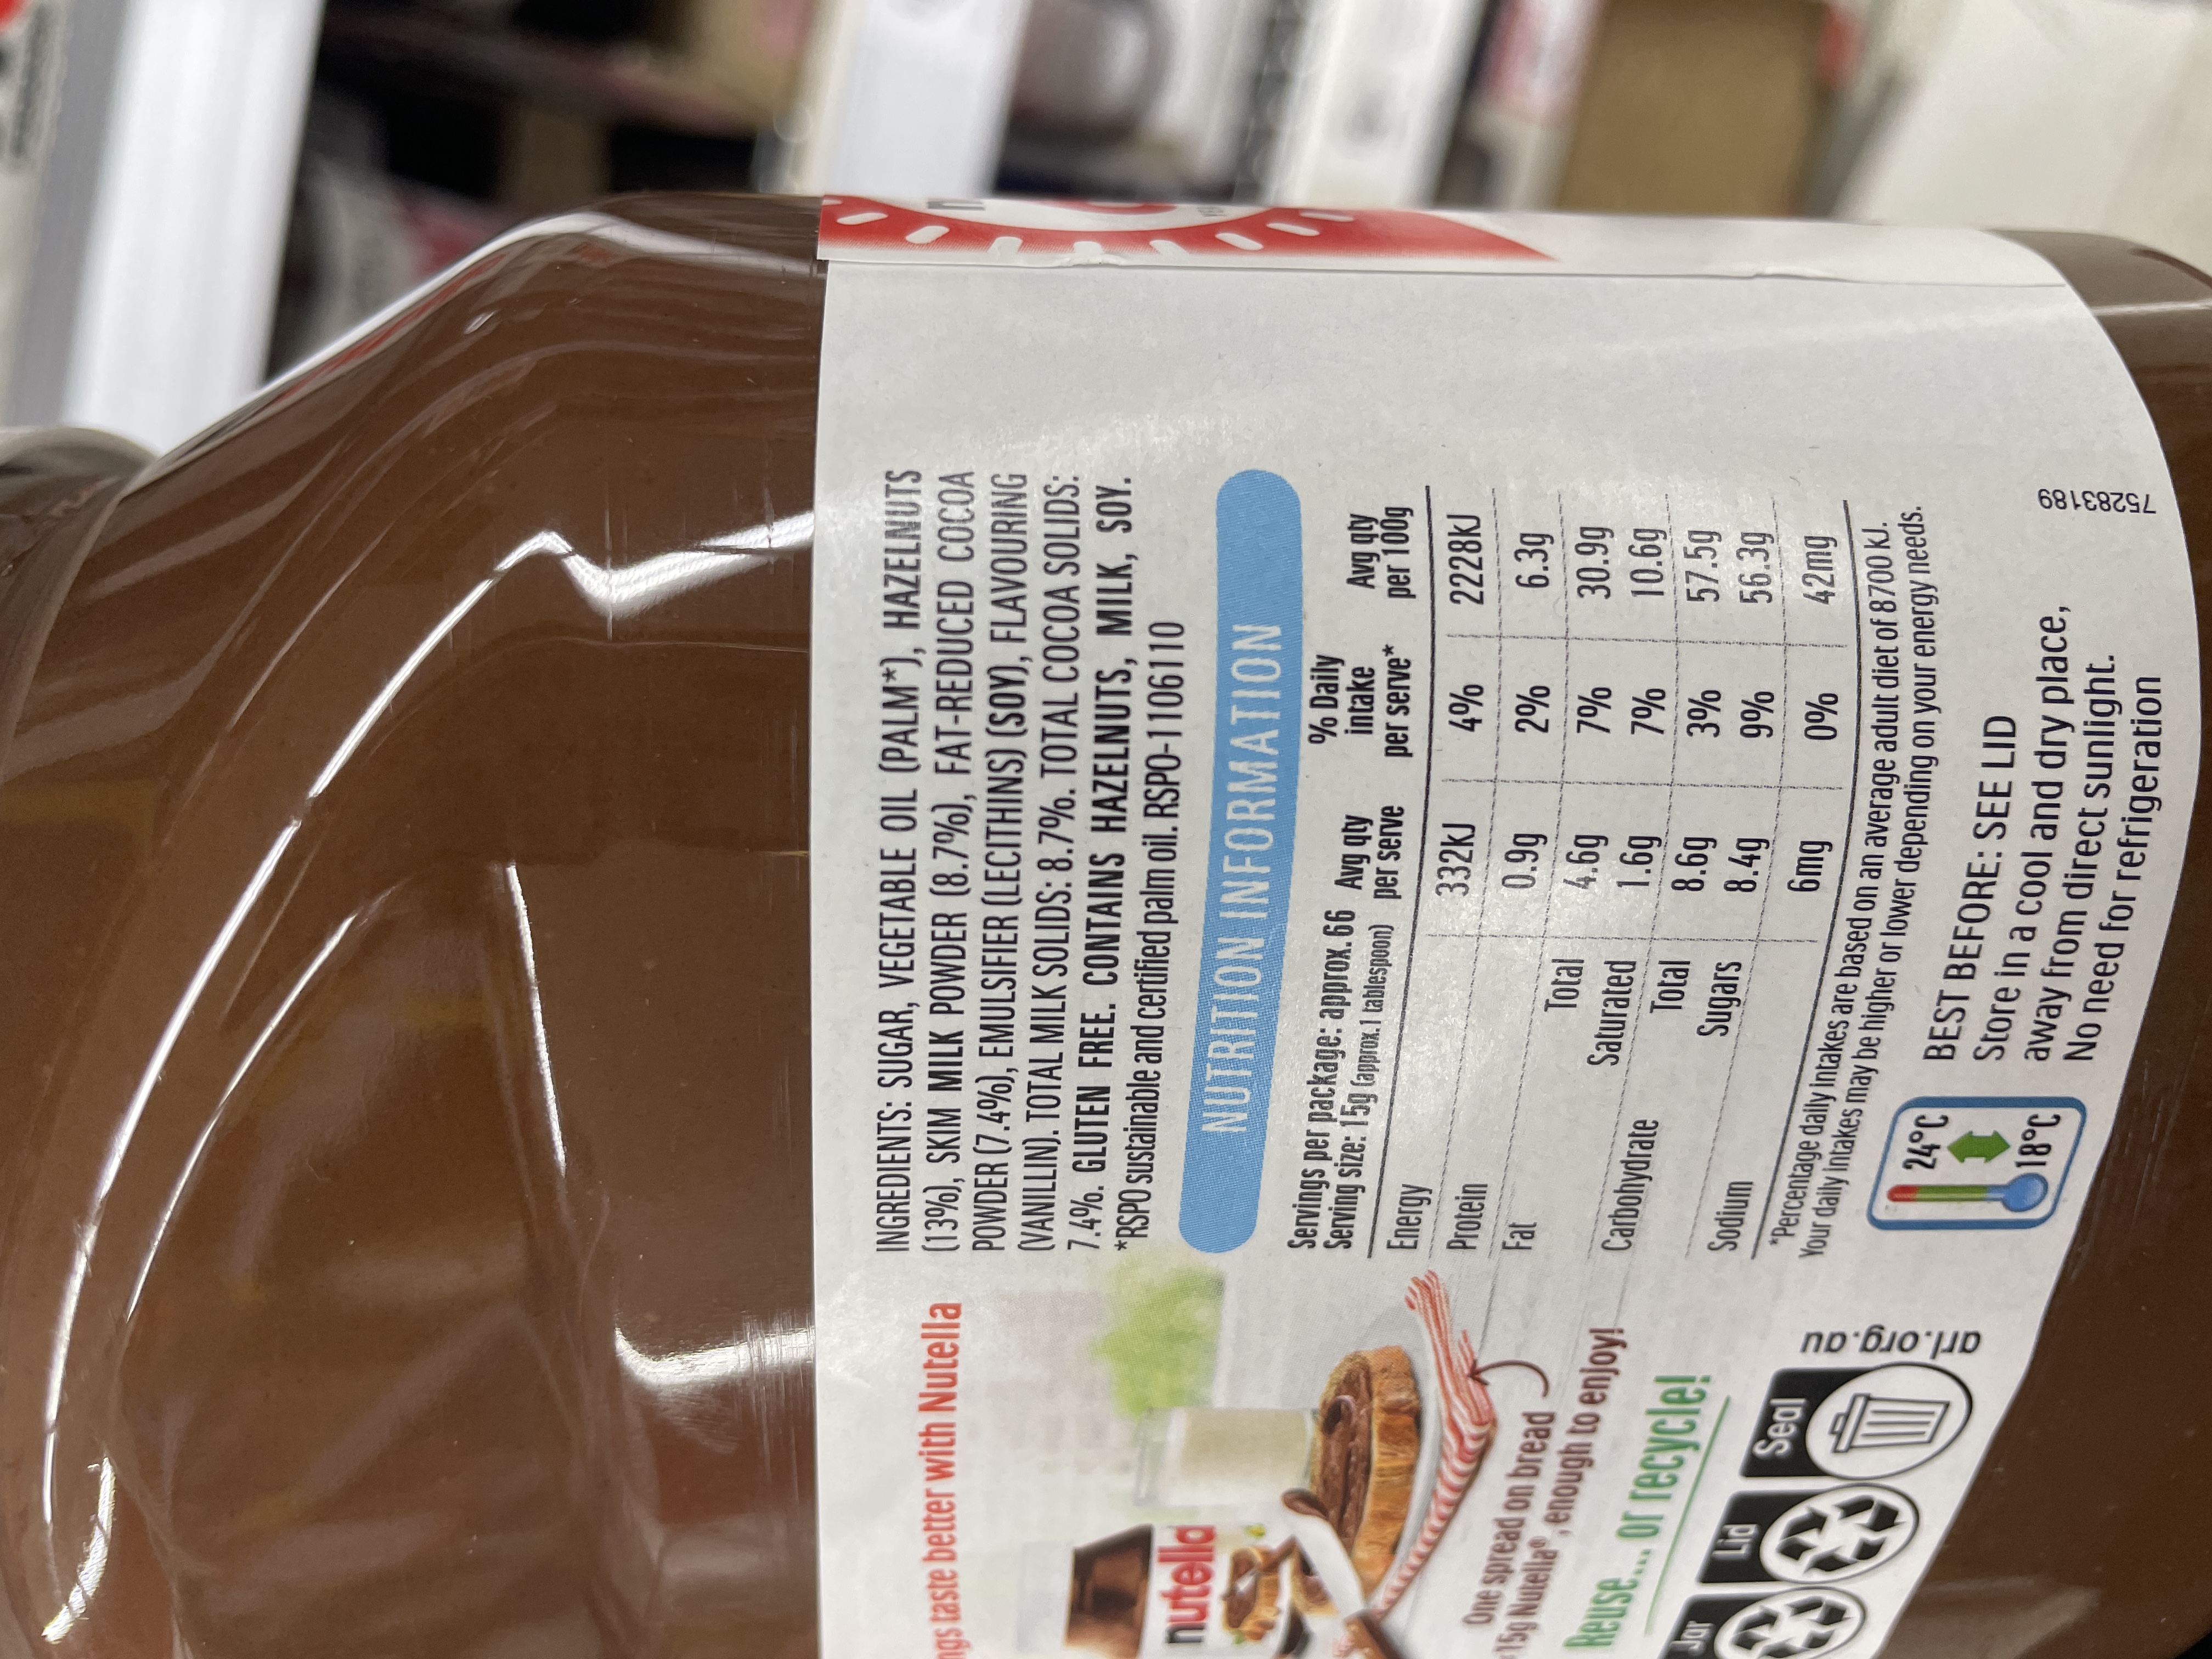 ngs taste better with Nutella
nutella
One spread on bread
15g Nutella®, enough to enjoy!
Reuse... or recycle!
Jar
Lid
Seal
arl.org.au
INGREDIENTS: SUGAR, VEGETABLE OIL (PALM*), HAZELNUTS
(13%), SKIM MILK POWDER (8.7%), FAT-REDUCED COCOA
POWDER (7.4%), EMULSIFIER (LECITHINS) (SOY), FLAVOURING
(VANILLIN). TOTAL MILK SOLIDS: 8.7%. TOTAL COCOA SOLIDS:
7.4%. GLUTEN FREE. CONTAINS HAZELNUTS, MILK, SOY.
*RSPO sustainable and certified palm oil. RSPO-1106110
NUTRITION INFORMATION
Servings per package: approx. 66
Serving size: 15g (approx.1 tablespoon)
Avg qty
per serve
% Daily
intake
per serve*
Avg qty
per 100g
Energy 332kJ 4% 2228kJ
Protein 0.9g 2% 6.3g
Fat
Total 4.6g 7% 30.9g
Saturated 1.6g 7% 10.6g
Carbohydrate
Total 8.6g 3% 57.5g
Sugars 8.4g 9% 56.3g
Sodium 6mg 0% 42mg
*Percentage daily intakes are based on an average adult diet of 8700 kJ.
Your daily intakes may be higher or lower depending on your energy needs.
24°C
18°C
BEST BEFORE: SEE LID
Store in a cool and dry place,
away from direct sunlight.
No need for refrigeration
75283189